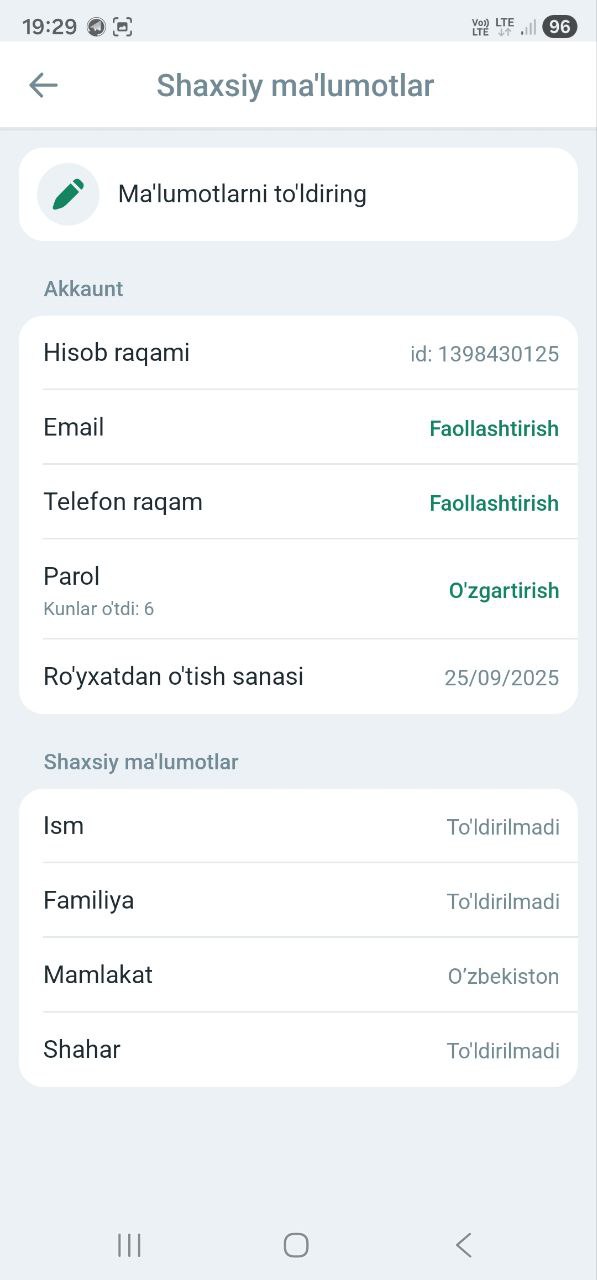 19:29
Vo)) LTE
LTE
96
Shaxsiy ma'lumotlar
Ma'lumotlarni to'ldiring
Akkaunt
Hisob raqami id: 1398430125
Email Faollashtirish
Telefon raqam Faollashtirish
Parol
Kunlar o'tdi: 6
O'zgartirish
Ro'yxatdan o'tish sanasi 25/09/2025
Shaxsiy ma'lumotlar
Ism To'ldirilmadi
Familiya To'ldirilmadi
Mamlakat Oʻzbekiston
Shahar To'ldirilmadi